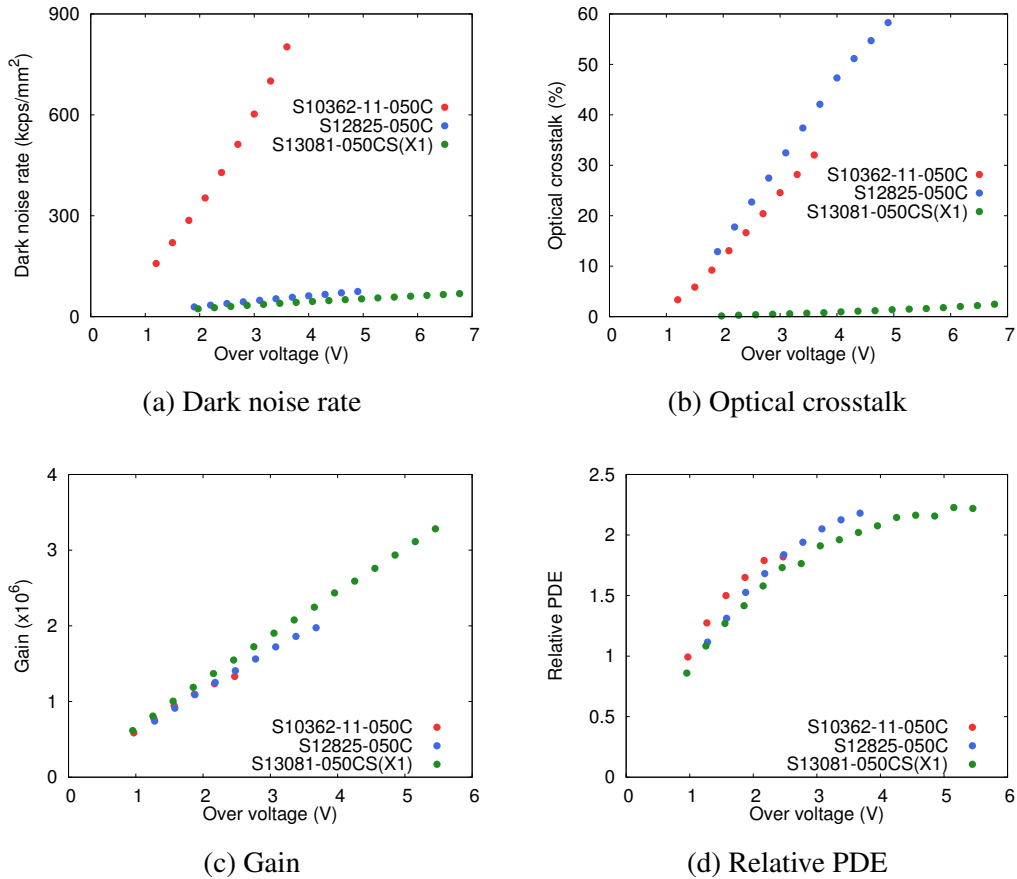 900
600
300
0
Dark noise rate (kcps/mm²)
S10362-11-050C
S12825-050C
S13081-050CS(X1)
0 1 2 3 4 5 6 7
Over voltage (V)
(a) Dark noise rate
60
50
40
30
20
10
0
Optical crosstalk (%)
S10362-11-050C
S12825-050C
S13081-050CS(X1)
0 1 2 3 4 5 6 7
Over voltage (V)
(b) Optical crosstalk
4
3
2
1
0
Gain (x10⁶)
S10362-11-050C
S12825-050C
S13081-050CS(X1)
0 1 2 3 4 5 6
Over voltage (V)
(c) Gain
2.5
2
1.5
1
0.5
0
Relative PDE
S10362-11-050C
S12825-050C
S13081-050CS(X1)
0 1 2 3 4 5 6
Over voltage (V)
(d) Relative PDE